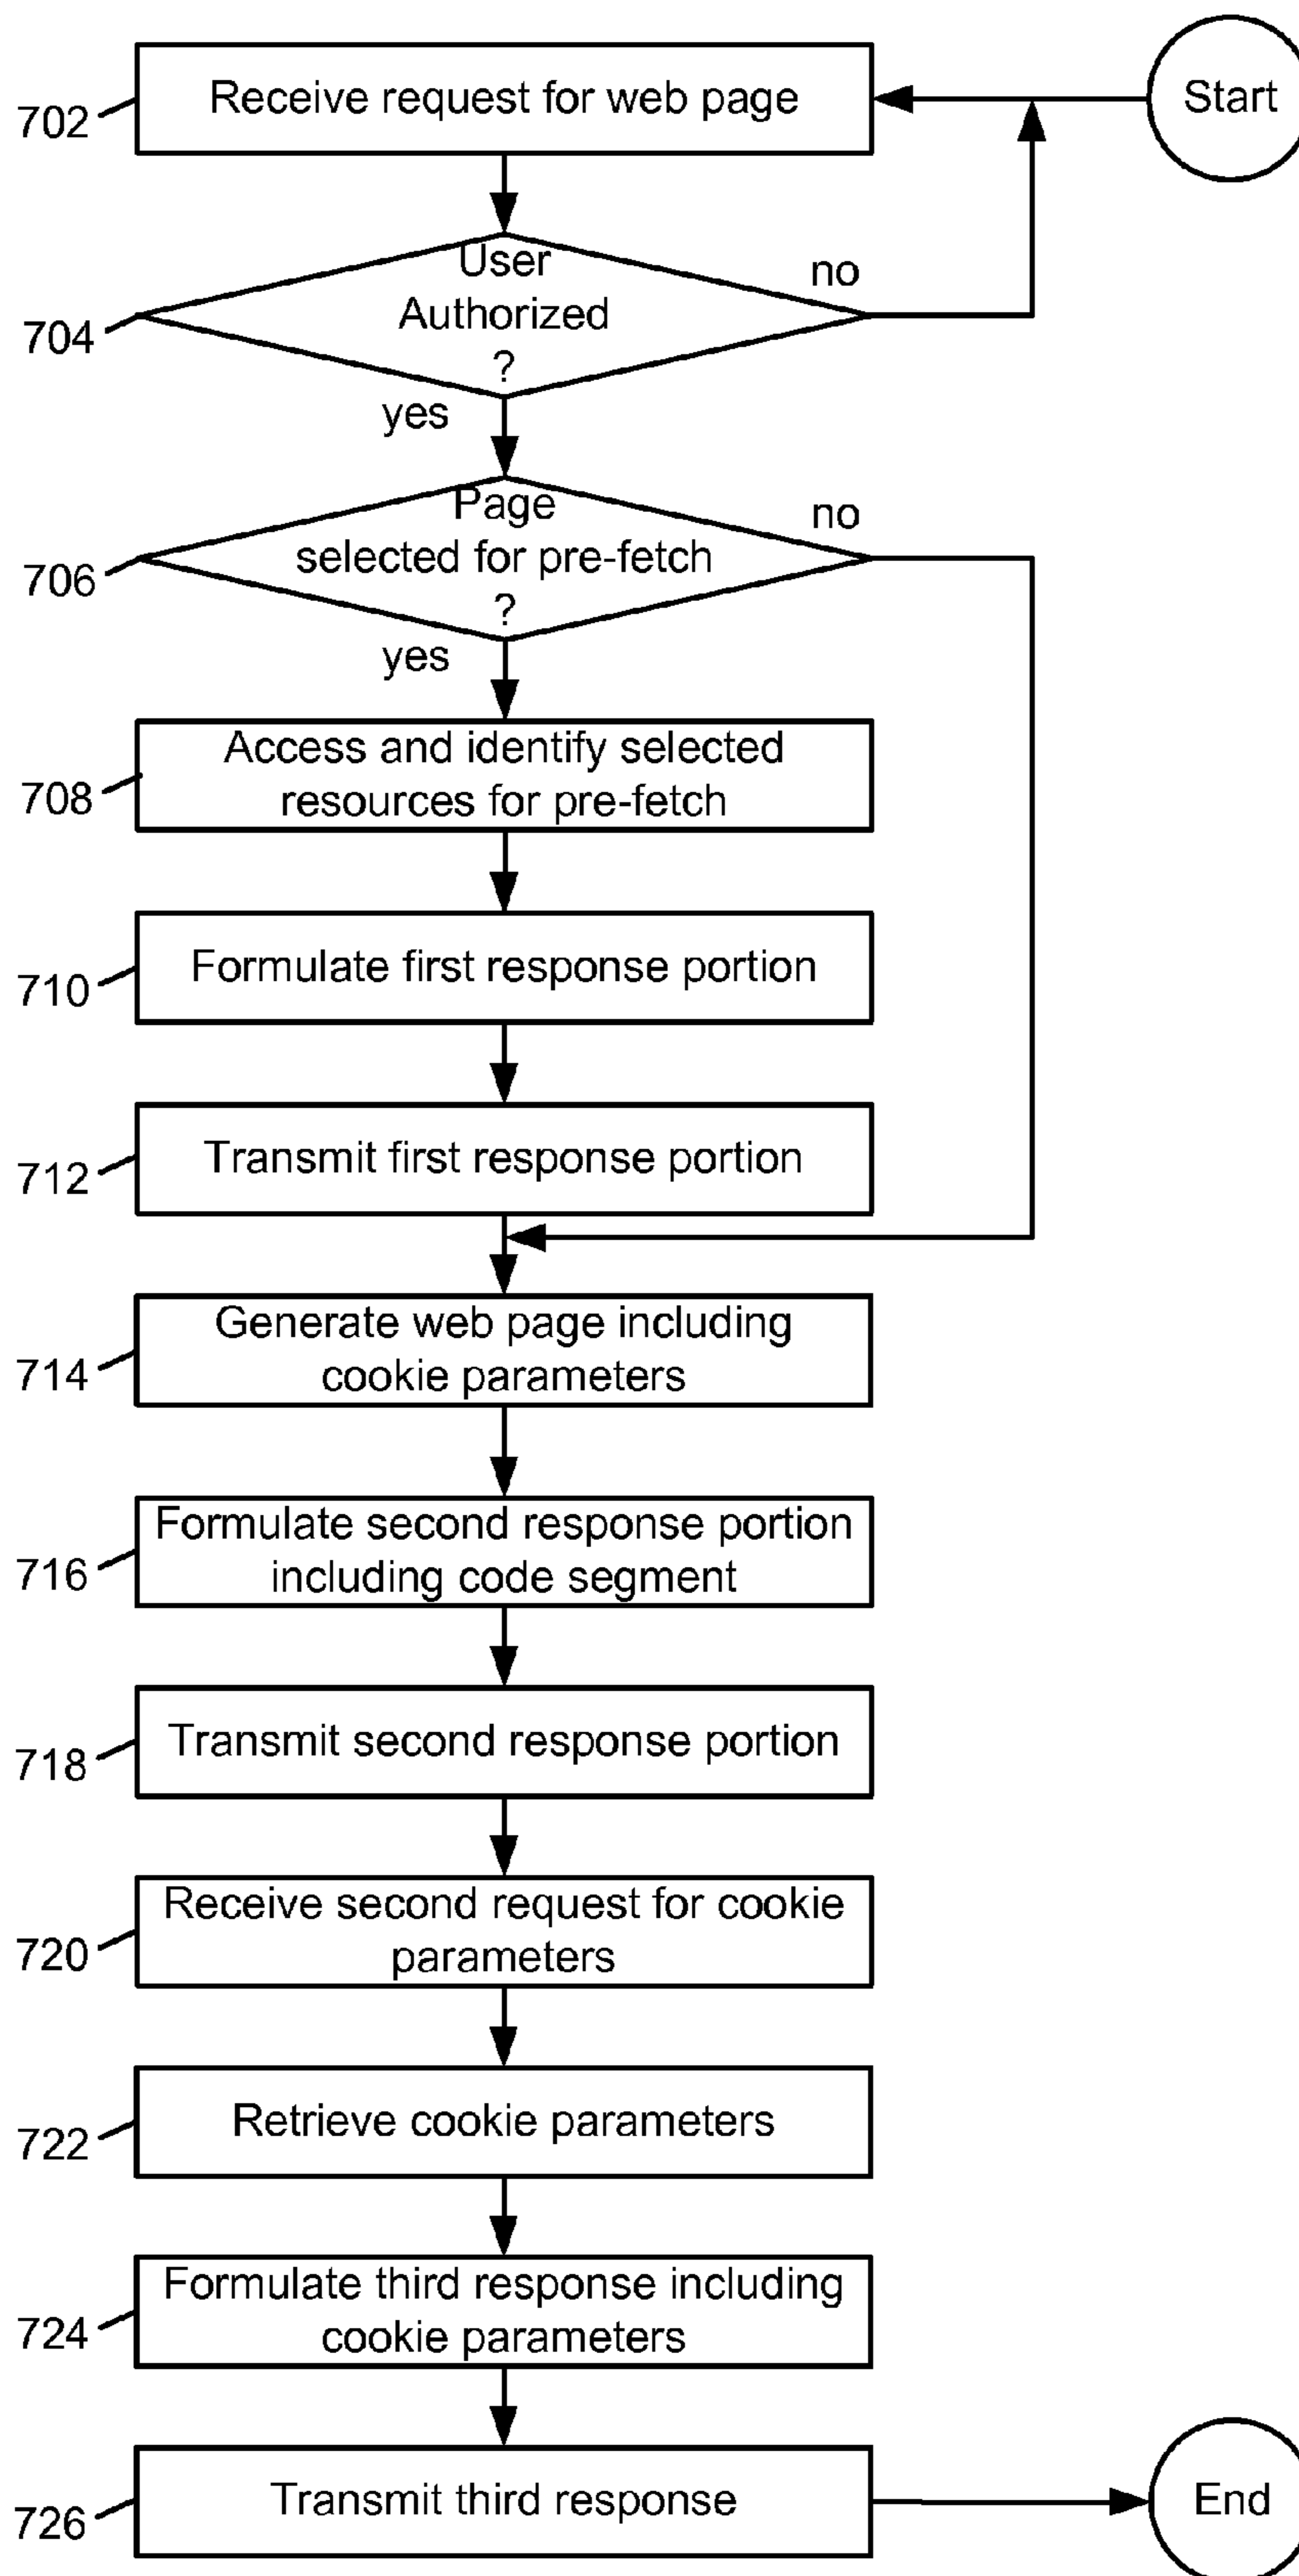 Start
702
Receive request for web page
704
User
Authorized
?
no
yes
706
Page
selected for pre-fetch
?
no
yes
708
Access and identify selected
resources for pre-fetch
710
Formulate first response portion
712
Transmit first response portion
714
Generate web page including
cookie parameters
716
Formulate second response portion
including code segment
718
Transmit second response portion
720
Receive second request for cookie
parameters
722
Retrieve cookie parameters
724
Formulate third response including
cookie parameters
726
Transmit third response
End